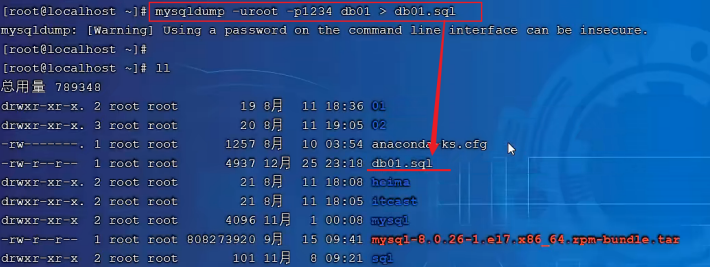 [root@localhost ~]# mysqldump -uroot -p1234 db01 > db01.sql
mysqldump: [Warning] Using a password on the command line interface can be insecure.
[root@localhost ~]#
[root@localhost ~]# ll
总用量 789348
drwxr-xr-x. 2 root root 19 8月 11 18:36 01
drwxr-xr-x. 3 root root 20 8月 11 19:05 02
-rw-------. 1 root root 1257 8月 10 03:54 anaconda-ks.cfg
-rw-r--r-- 1 root root 4937 12月 25 23:18 db01.sql
drwxr-xr-x. 2 root root 21 8月 11 18:08 heima
drwxr-xr-x. 2 root root 21 8月 11 18:05 itcast
drwxr-xr-x 2 root root 4096 11月 1 00:08 mysql
-rw-r--r-- 1 root root 808273920 9月 15 09:41 mysql-8.0.26-1.el7.x86_64.rpm-bundle.tar
drwxr-xr-x 2 root root 101 11月 8 09:21 sql